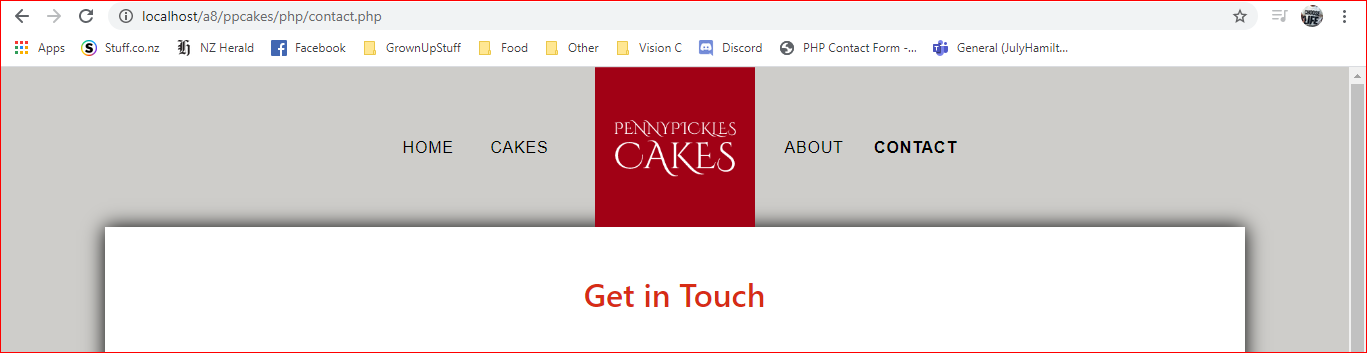 localhost/a8/ppcakes/php/contact.php
Apps Stuff.co.nz NZ Herald Facebook GrownUpStuff Food Other Vision C Discord PHP Contact Form -... General (JulyHamilt...
HOME CAKES PENNYPICKLES CAKES ABOUT CONTACT
Get in Touch